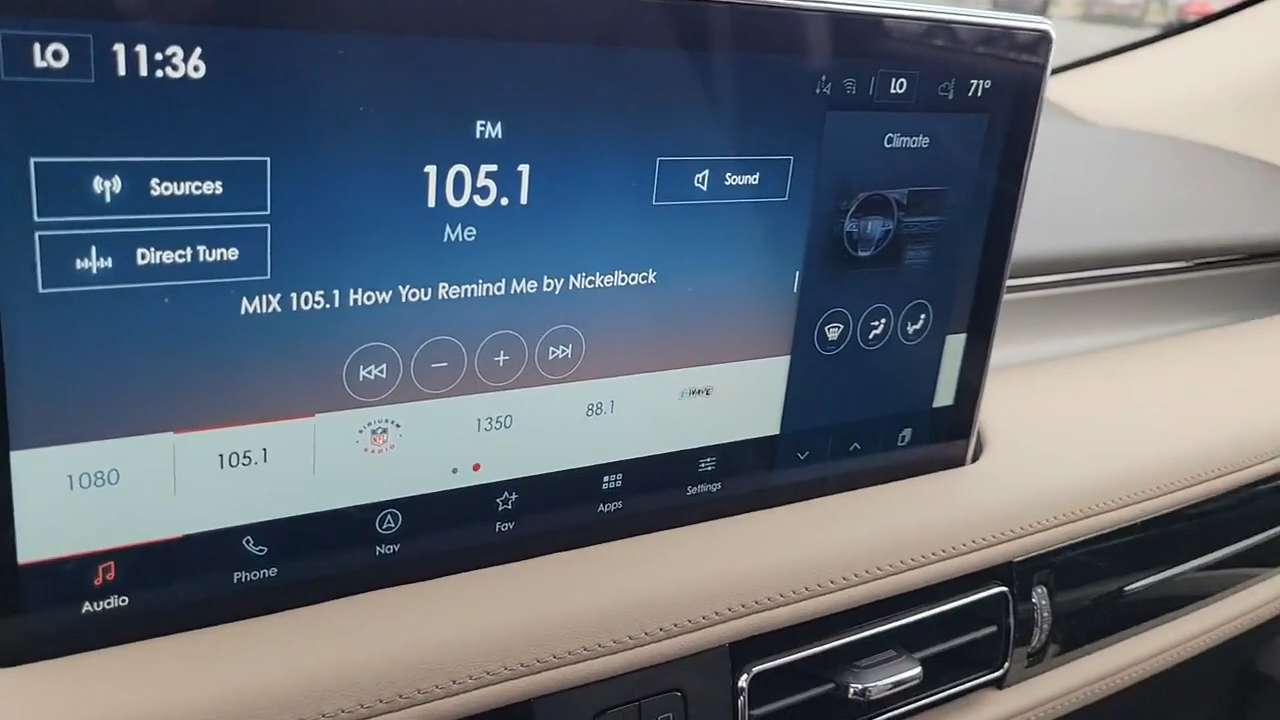 LO 11:36
LO 71°
FM
Climate
Sources
105.1
Sound
Me
Direct Tune
MIX 105.1 How You Remind Me by Nickelback
1080
105.1
SIRIUSXM
NFL
RADIO
1350
88.1
1st WAVE
Audio
Phone
Nav
Fav
Apps
Settings